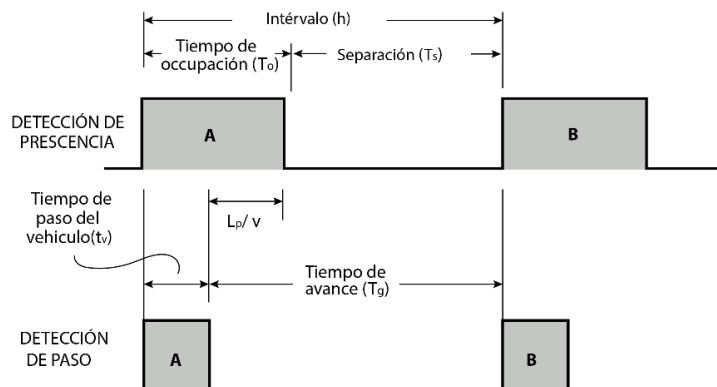 Intérvalo (h)
Tiempo de
occupación (To)
Separación (Ts)
DETECCIÓN DE
PRESCENCIA
A
B
Tiempo de
paso del
vehiculo(tv)
Lp/ v
Tiempo de
avance (Tg)
DETECCIÓN
DE PASO
A
B